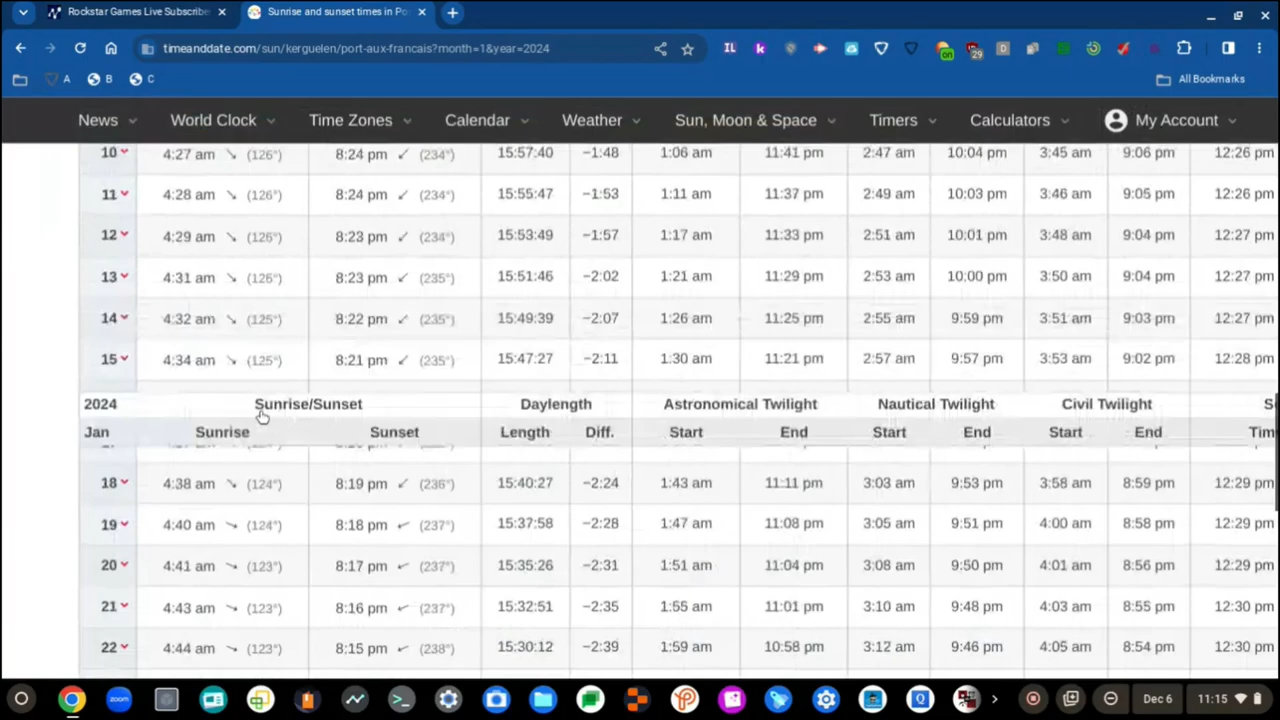 Rockstar Games Live Subscribe
Sunrise and sunset times in Po
timeanddate.com/sun/kerguelen/port-aux-francais?month=1&year=2024
IL
k
on
29
D
A
B
C
All Bookmarks
News
World Clock
Time Zones
Calendar
Weather
Sun, Moon & Space
Timers
Calculators
My Account
10 4:27 am (126°) 8:24 pm (234°) 15:57:40 −1:48 1:06 am 11:41 pm 2:47 am 10:04 pm 3:45 am 9:06 pm 12:26 pm
11 4:28 am (126°) 8:24 pm (234°) 15:55:47 −1:53 1:11 am 11:37 pm 2:49 am 10:03 pm 3:46 am 9:05 pm 12:26 pm
12 4:29 am (126°) 8:23 pm (234°) 15:53:49 −1:57 1:17 am 11:33 pm 2:51 am 10:01 pm 3:48 am 9:04 pm 12:27 pm
13 4:31 am (126°) 8:23 pm (235°) 15:51:46 −2:02 1:21 am 11:29 pm 2:53 am 10:00 pm 3:50 am 9:04 pm 12:27 pm
14 4:32 am (125°) 8:22 pm (235°) 15:49:39 −2:07 1:26 am 11:25 pm 2:55 am 9:59 pm 3:51 am 9:03 pm 12:27 pm
15 4:34 am (125°) 8:21 pm (235°) 15:47:27 −2:11 1:30 am 11:21 pm 2:57 am 9:57 pm 3:53 am 9:02 pm 12:28 pm
2024 Sunrise/Sunset Daylength Astronomical Twilight Nautical Twilight Civil Twilight S
Jan Sunrise Sunset Length Diff. Start End Start End Start End Tim
18 4:38 am (124°) 8:19 pm (236°) 15:40:27 −2:24 1:43 am 11:11 pm 3:03 am 9:53 pm 3:58 am 8:59 pm 12:29 pm
19 4:40 am (124°) 8:18 pm (237°) 15:37:58 −2:28 1:47 am 11:08 pm 3:05 am 9:51 pm 4:00 am 8:58 pm 12:29 pm
20 4:41 am (123°) 8:17 pm (237°) 15:35:26 −2:31 1:51 am 11:04 pm 3:08 am 9:50 pm 4:01 am 8:56 pm 12:29 pm
21 4:43 am (123°) 8:16 pm (237°) 15:32:51 −2:35 1:55 am 11:01 pm 3:10 am 9:48 pm 4:03 am 8:55 pm 12:30 pm
22 4:44 am (123°) 8:15 pm (238°) 15:30:12 −2:39 1:59 am 10:58 pm 3:12 am 9:46 pm 4:05 am 8:54 pm 12:30 pm
zoom
Q
Dec 6
11:15